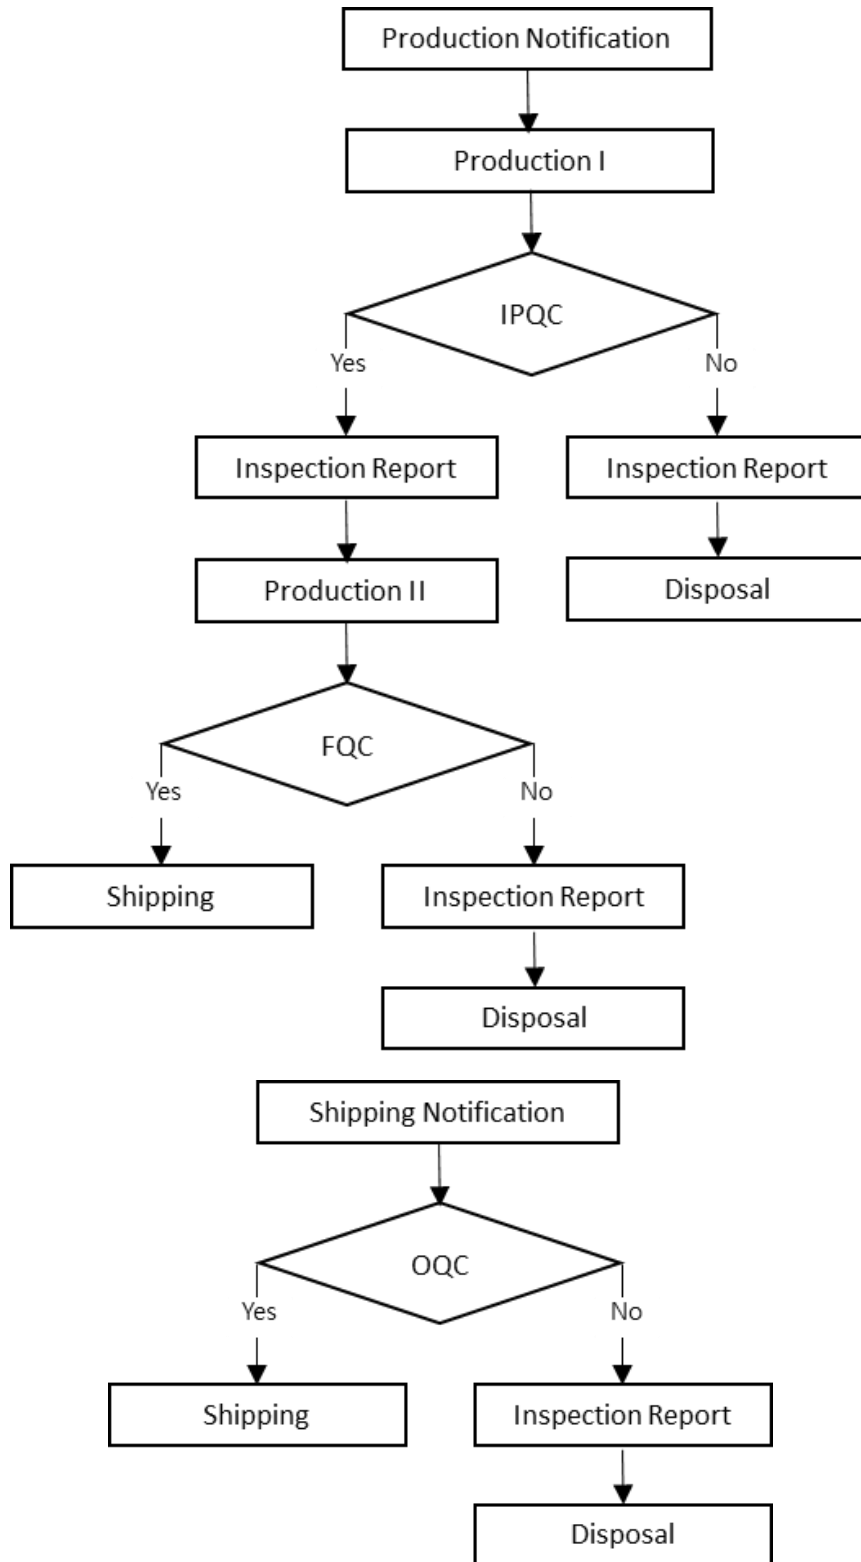 Production Notification
Production I
IPQC
Yes
No
Inspection Report
Inspection Report
Production II
Disposal
FQC
Yes
No
Shipping
Inspection Report
Disposal
Shipping Notification
OQC
Yes
No
Shipping
Inspection Report
Disposal